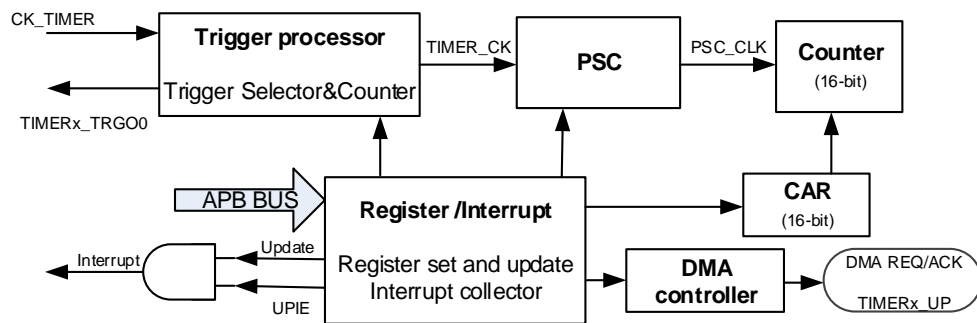 CK_TIMER
Trigger processor
Trigger Selector&Counter
TIMERx_TRGO0
TIMER_CK
PSC
PSC_CLK
Counter
(16-bit)
APB BUS
Register /Interrupt
Register set and update
Interrupt collector
CAR
(16-bit)
Interrupt
Update
UPIE
DMA
controller
DMA REQ/ACK
TIMERx_UP